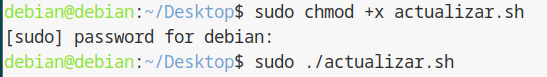 debian@debian:~/Desktop$ sudo chmod +x actualizar.sh
[sudo] password for debian:
debian@debian:~/Desktop$ sudo ./actualizar.sh